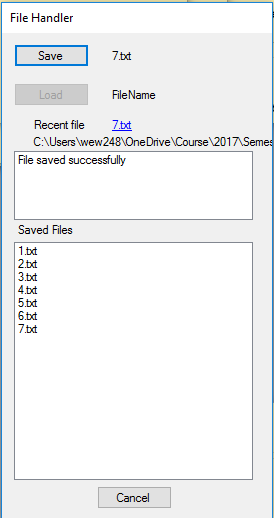 File Handler
Save 7.txt
Load FileName
Recent file 7.txt
C:\Users\wew248\OneDrive\Course\2017\Semes
File saved successfully
Saved Files
1.txt
2.txt
3.txt
4.txt
5.txt
6.txt
7.txt
Cancel